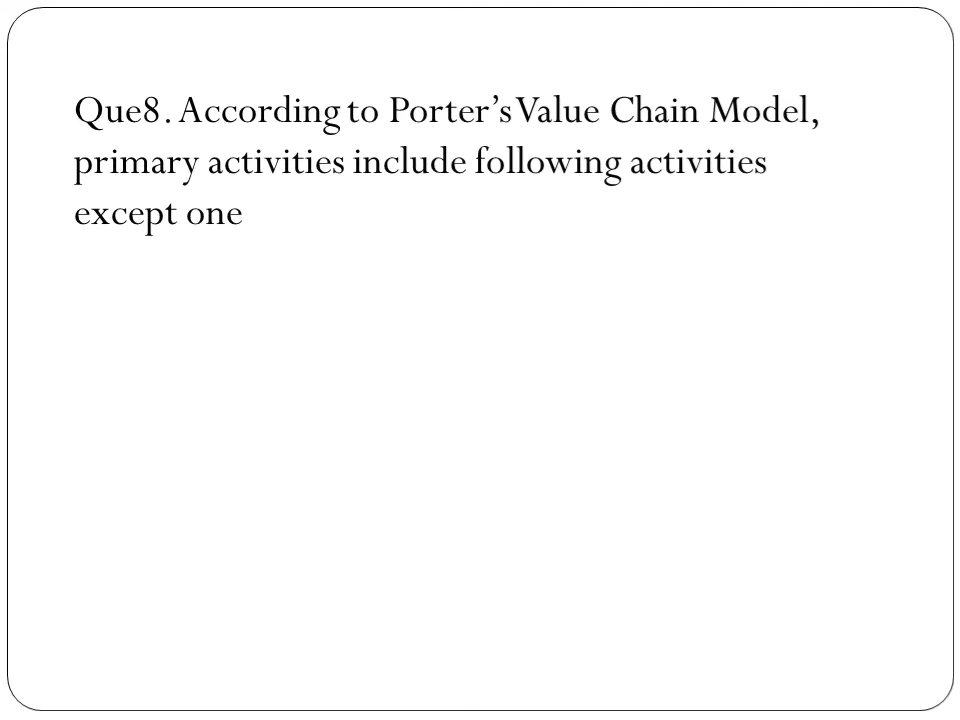 Que8. According to Porter’s Value Chain Model,
primary activities include following activities
except one